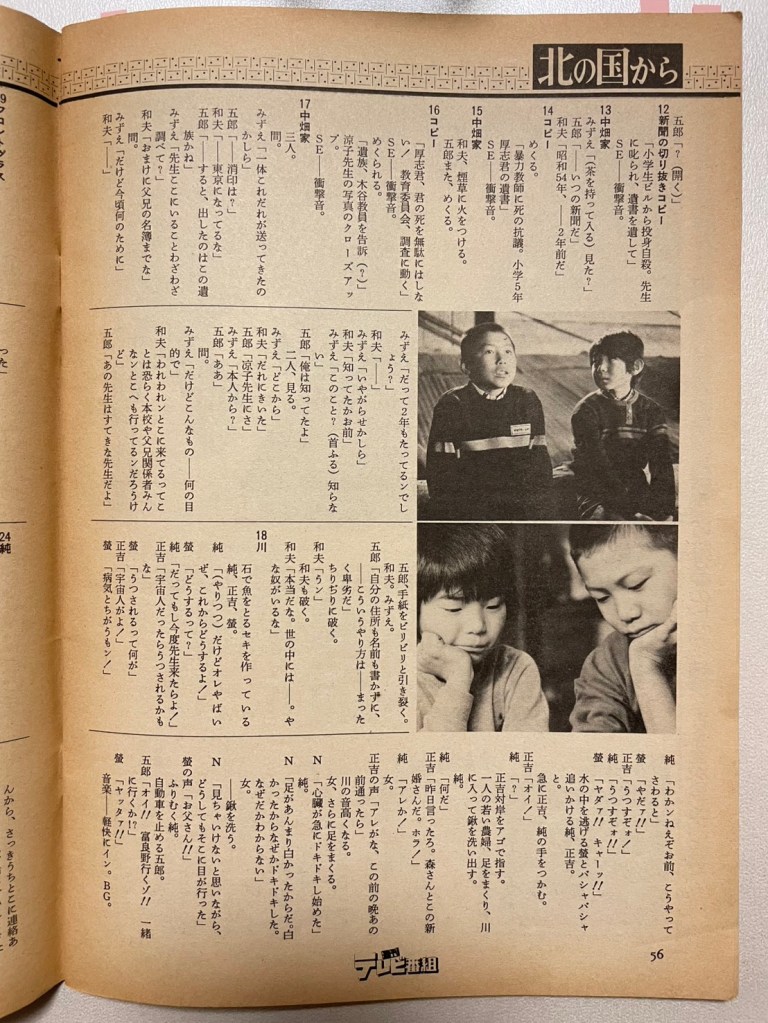 北の国から
五郎「？（開く）」
12 新聞の切り抜きコピー
「小学生ビルから投身自殺。先生
に叱られ、遺書を遺して」
SE――衝撃音。
13 中畑家
みずえ「（茶を持って入る）見た？」
五郎「――いつの新聞だ」
和夫「昭和54年、――2年前だ」
14 コピー
めくる。
「暴力教師に死の抗議。小学5年
厚志君の遺書」
SE――衝撃音。
15 中畑家
和夫、煙草に火をつける。
五郎また、めくる。
16 コピー
「厚志君、君の死を無駄にはしな
い！　教育委員会、調査に動く」
SE――衝撃音。
めくられる。
「遺族、木谷教員を告訴（？）」
涼子先生の写真のクローズアッ
プ。
SE――衝撃音。
17 中畑家
三人。
間。
みずえ「一体これだれが送ってきたの
かしら」
五郎「――消印は？」
和夫「――東京になってるな」
五郎「――すると、出したのはこの遺
族かね」
みずえ「先生ここにいることわざわざ
調べて？」
和夫「おまけに父兄の名簿までな」
間。
みずえ「だけど今頃何のために」
和夫「――」
みずえ「だって2年もたってるンでし
ょう？」
和夫「――」
みずえ「いやがらせかしら」
和夫「知ってたかお前」
みずえ「このこと？（首ふる）知らな
い」
五郎「俺は知ってたよ」
二人、見る。
みずえ「どこから」
和夫「だれにきいた」
五郎「涼子先生にさ」
みずえ「本人から？」
五郎「ああ」
間。
みずえ「だけどこんなもの――何の目
的で」
和夫「われわれンとこに来てるってこ
とは恐らく本校や父兄関係者みん
なンとこへも行ってるンだろうけ
ど」
五郎「あの先生はすてきな先生だよ」
五郎、手紙をビリビリと引き裂く。
和夫。みずえ。
五郎「自分の住所も名前も書かずに、
――こういうやり方は――まった
く卑劣だ」
ちりぢりに破く。
和夫「ウン」
和夫も破く。
和夫「本当だな。世の中には――。や
な奴がいるな」
18 川
石で魚をとるセキを作っている
純、正吉、螢。
純「（やりつつ）だけどオレやばい
ぜ、これからどうするよ！」
螢「どうするって？」
純「だってもし今度先生来たらよ！」
正吉「宇宙人だったらうつされるかも
な」
螢「うつされるって何が」
正吉「宇宙人がよ！」
螢「病気とちがうもン！」
純「わかンねえぞお前、こうやって
さわると」
螢「やだァ!!」
正吉「うつすぞォ！」
純「うつすぞォ!!」
螢「ヤダァ!!　キャーッ!!」
水の中を逃げる螢とバシャバシャ
追いかける純、正吉。
と。
急に正吉、純の手をつかむ。
正吉「オイ！」
純「？」
正吉対岸をアゴで指す。
一人の若い農婦、足をまくり、川
に入って鍬を洗い出す。
純。
純「何だ」
正吉「昨日言ったろ。森さんとこの新
婚さんだ。ホラ！」
純「アレか！」
女。
正吉の声「アレがな、この前の晩あの
前通ったら」
川の音高くなる。
女、さらに足をまくる。
N「心臓が急にドキドキし始めた」
純。
N「足があんまり白かったからだ。白
かったからなぜかドキドキした。
なぜだかわからない」
――鍬を洗う。
N「見ちゃいけないと思いながら、
どうしてもそこに目が行った」
螢の声「お父さん!!」
ふりむく純。
自動車を止める五郎。
五郎「オイ!!　富良野行くゾ!!　一緒
に行くか!?」
螢「ヤッタァ!!」
音楽――軽快にイン。BG。
テレビ番組
56
9 フロントグラス
った」
24 純
んから、さっきうちとこに連絡あ